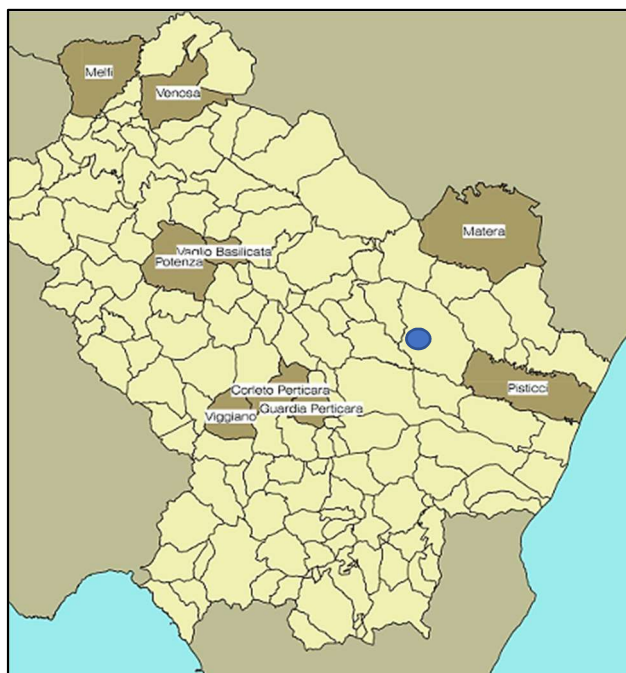 Melfi
Venosa
Matera
Vaglio Basilicata
Potenza
Corleto Perticara
Pisticci
Guardia Perticara
Viggiano